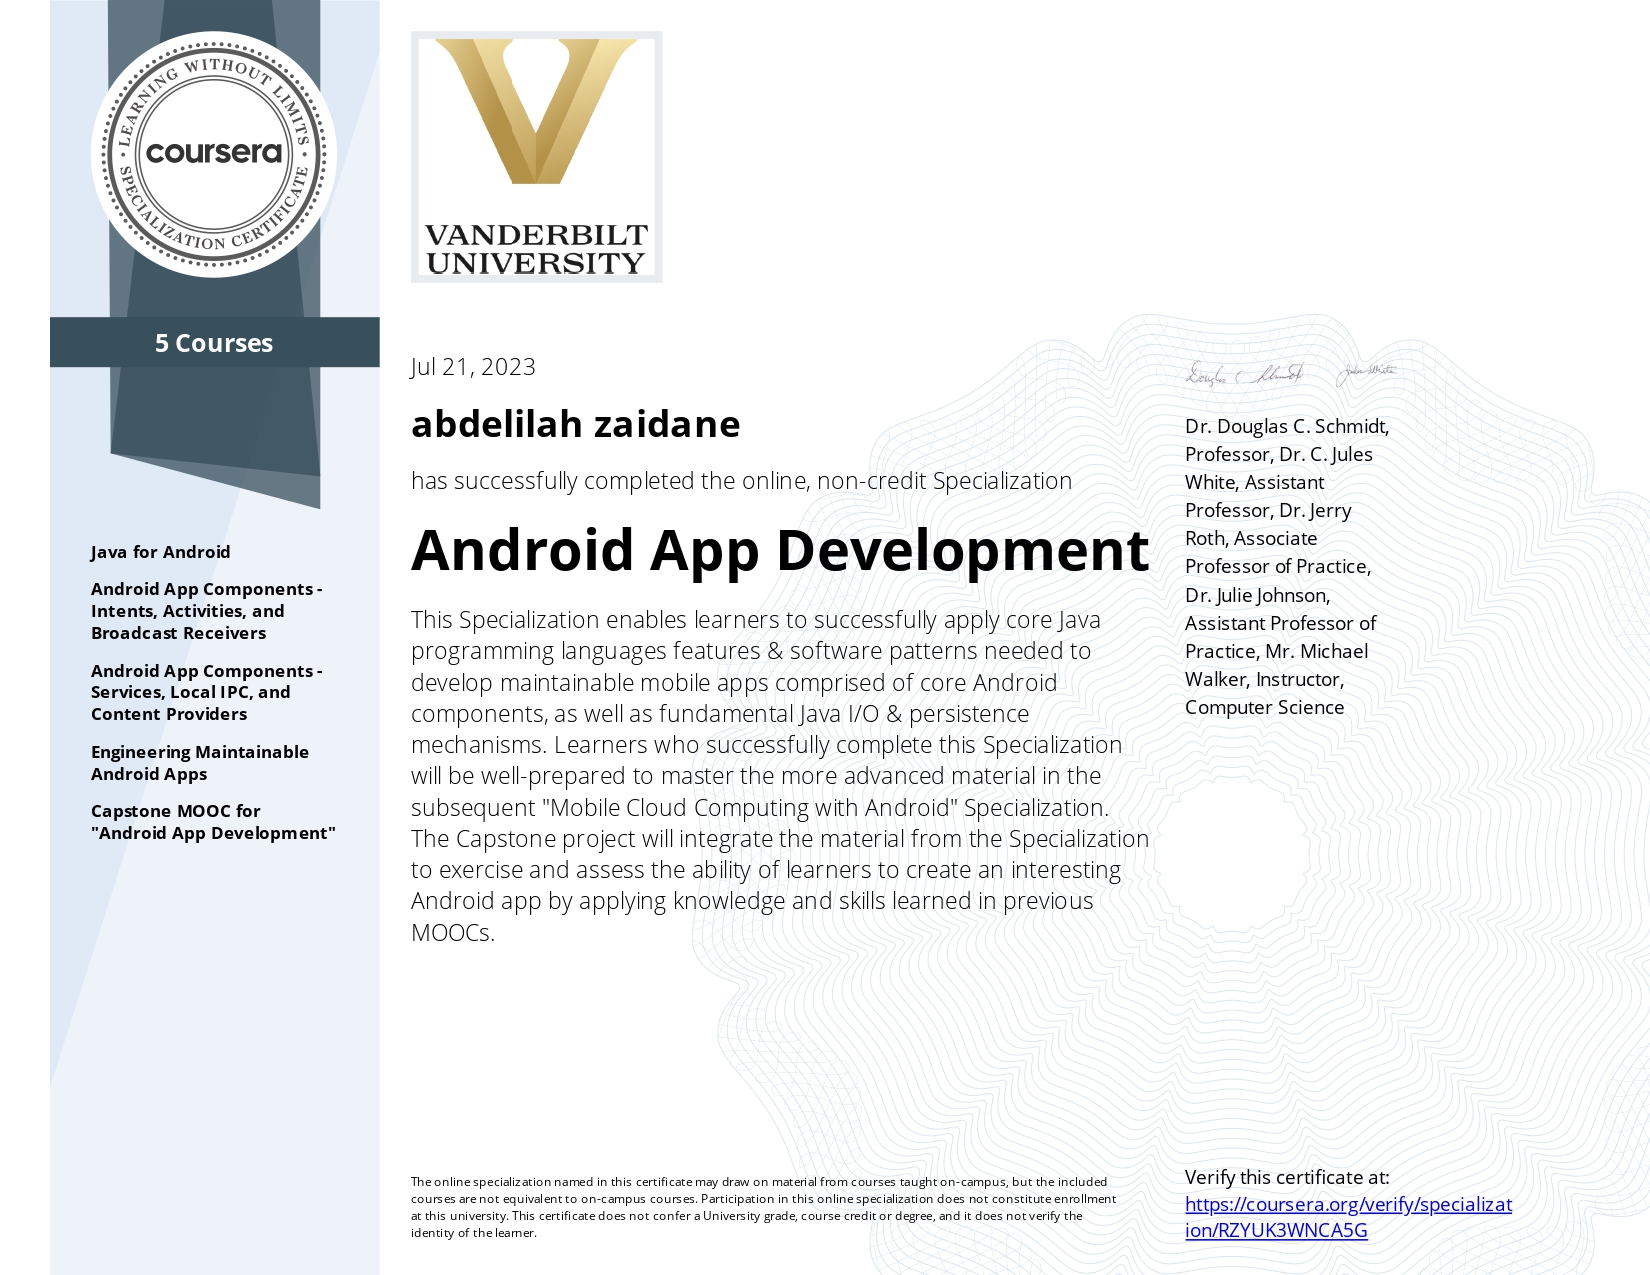 LEARNING WITHOUT LIMITS
coursera
SPECIALIZATION CERTIFICATE
5 Courses
Java for Android
Android App Components -
Intents, Activities, and
Broadcast Receivers
Android App Components -
Services, Local IPC, and
Content Providers
Engineering Maintainable
Android Apps
Capstone MOOC for
"Android App Development"
VANDERBILT
UNIVERSITY
Jul 21, 2023
abdelilah zaidane
has successfully completed the online, non-credit Specialization
Android App Development
This Specialization enables learners to successfully apply core Java
programming languages features & software patterns needed to
develop maintainable mobile apps comprised of core Android
components, as well as fundamental Java I/O & persistence
mechanisms. Learners who successfully complete this Specialization
will be well-prepared to master the more advanced material in the
subsequent "Mobile Cloud Computing with Android" Specialization.
The Capstone project will integrate the material from the Specialization
to exercise and assess the ability of learners to create an interesting
Android app by applying knowledge and skills learned in previous
MOOCs.
Douglas C. Schmidt Jules White
Dr. Douglas C. Schmidt,
Professor, Dr. C. Jules
White, Assistant
Professor, Dr. Jerry
Roth, Associate
Professor of Practice,
Dr. Julie Johnson,
Assistant Professor of
Practice, Mr. Michael
Walker, Instructor,
Computer Science
The online specialization named in this certificate may draw on material from courses taught on-campus, but the included
courses are not equivalent to on-campus courses. Participation in this online specialization does not constitute enrollment
at this university. This certificate does not confer a University grade, course credit or degree, and it does not verify the
identity of the learner.
Verify this certificate at:
https://coursera.org/verify/specializat
ion/RZYUK3WNCA5G